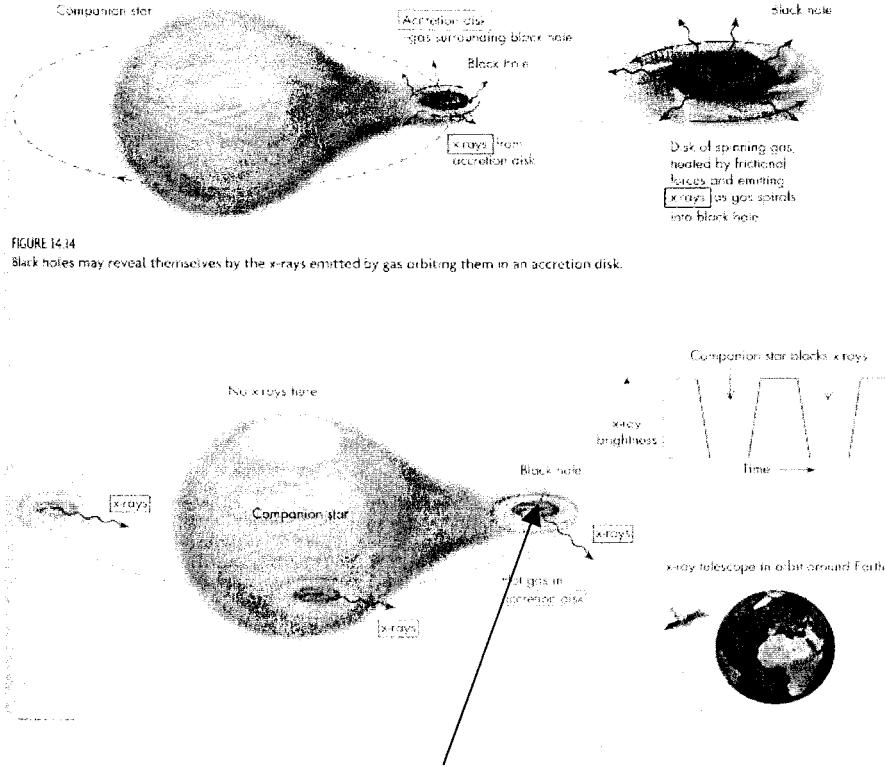 Companion star
Accretion disk
gas surrounding black hole
Black hole
x-rays from
accretion disk
Black hole
Disk of spinning gas,
heated by frictional
forces and emitting
x-rays as gas spirals
into black hole
FIGURE 14.14
Black holes may reveal themselves by the x-rays emitted by gas orbiting them in an accretion disk.
Companion star blocks x-rays
x-ray
brightness
Time
No x-rays here
Black hole
x-rays
Companion star
x-rays
Hot gas in
accretion disk
x-rays
x-ray telescope in orbit around Earth